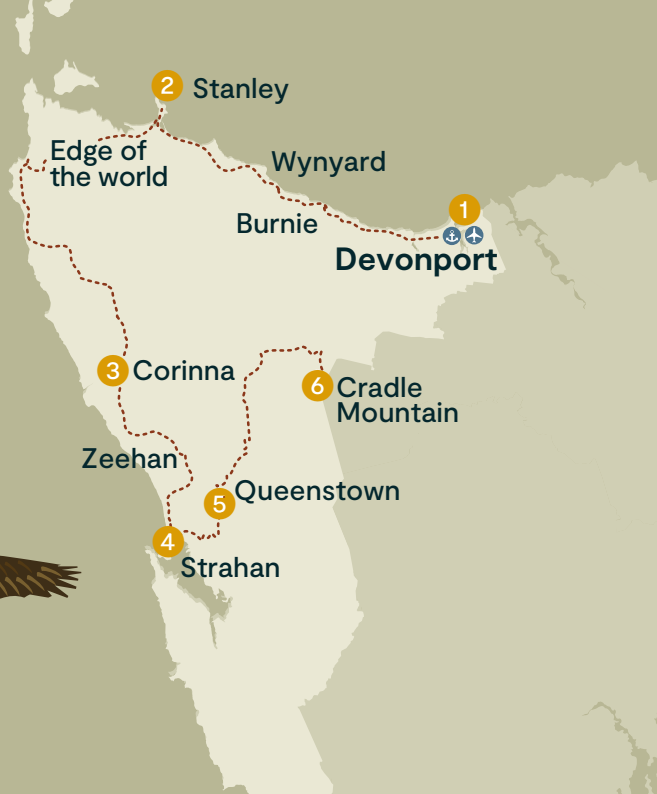 2 Stanley
Edge of
the world
Wynyard
1
Burnie
Devonport
3 Corinna
6 Cradle
Mountain
Zeehan
5 Queenstown
4
Strahan